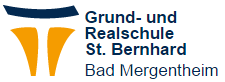 Grund- und
Realschule
St. Bernhard
Bad Mergentheim